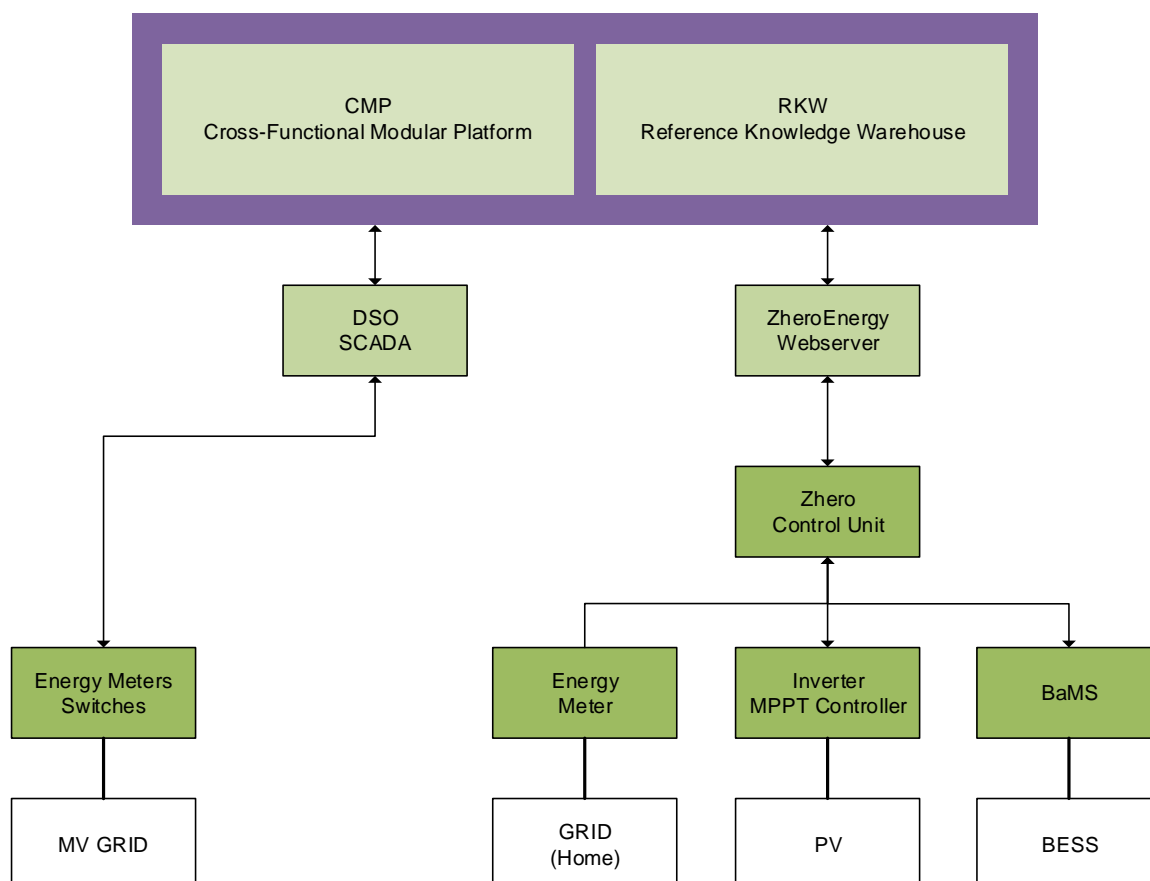 CMP
Cross-Functional Modular Platform
RKW
Reference Knowledge Warehouse
DSO
SCADA
ZheroEnergy
Webserver
Zhero
Control Unit
Energy Meters
Switches
Energy
Meter
Inverter
MPPT Controller
BaMS
MV GRID
GRID
(Home)
PV
BESS